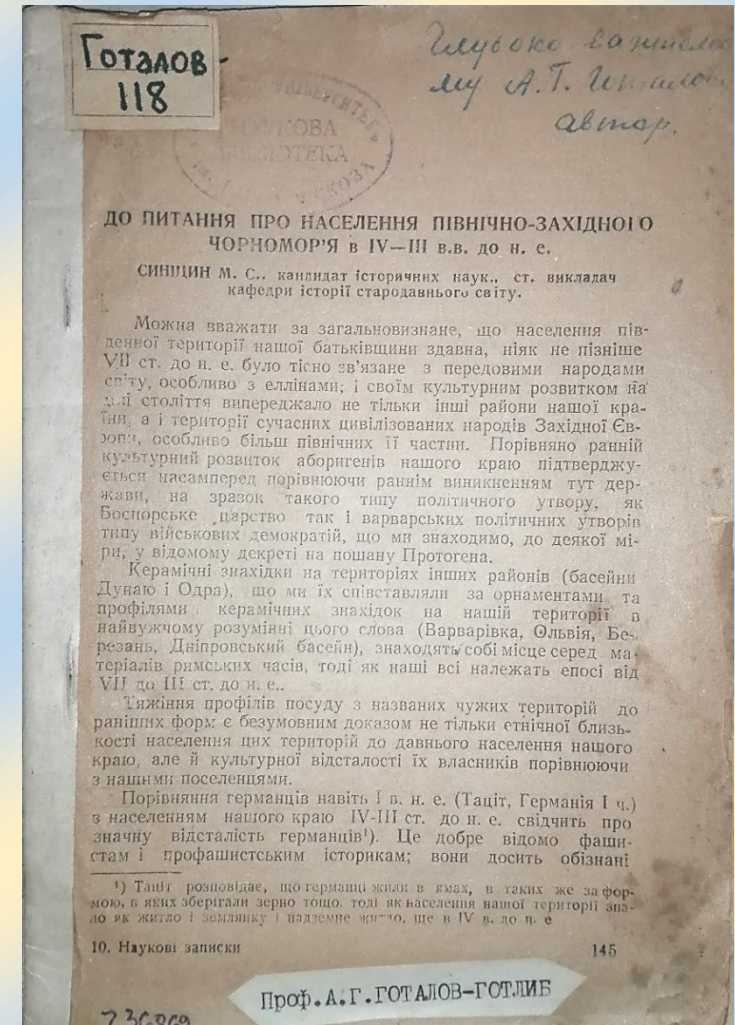 Готалов-
118
Глубоко
му А. Г.
автор.
НАУКОВА
БІБЛІОТЕКА
ДО ПИТАННЯ ПРО НАСЕЛЕННЯ ПІВНІЧНО-ЗАХІДНОГО
ЧОРНОМОР'Я в IV—III в.в. до н. е.
СИНІЦИН М. С., кандидат історичних наук., ст. викладач
кафедри історії стародавнього світу.
Можна вважати за загальновизнане, що населення пів-
деяної території нашої батьківщини здавна, ніяк не пізніше
VII ст. до н. е. було тісно зв'язане з передовими народами
світу, особливо з еллінами; і своїм культурним розвитком на
цілі століття випереджало не тільки інші райони нашої кра-
їни, а і території сучасних цивілізованих народів Західної Єв-
ропи, особливо більш північних її частин. Порівняно ранній
культурний розвиток аборигенів нашого краю підтверджу-
ється насамперед порівнюючи раннім виникненням тут дер-
жави, на зразок такого типу політичного утвору, як
Боспорське царство так і варварських політичних утворів
типу військових демократій, що ми знаходимо, до деякої мі-
ри, у відомому декреті на пошану Протогена.
Керамічні знахідки на територіях інших районів (басейни
Дунаю і Одра), що ми їх співставляли за орнаментами та
профілями керамічних знахідок на нашій території в
найвужчому розумінні цього слова (Варварівка, Ольвія, Бе-
резань, Дніпровський басейн), знаходять собі місце серед ма-
теріалів римських часів, тоді як наші всі належать епосі від
VII до III ст. до н. е..
Тяжіння профілів посуду з названих чужих територій до
раніших форм є безумовним доказом не тільки етнічної близь-
кості населення цих територій до давнього населення нашого
краю, але й культурної відсталості їх власників порівнюючи
з нашими поселенцями.
Порівняння германців навіть І в. н. е. (Таціт, Германія І ч.)
з населенням нашого краю IV-III ст. до н. е. свідчить про
значну відсталість германців¹). Це добре відомо фаши-
стам і профашистським історикам; вони досить обізнані
¹) Таціт розповідає, що германці жили в ямах, в таких же за фор-
мою, в яких зберігали зерно тощо, тоді як населення нашої території зна-
ло як житло і землянку і надземне житло, ще в IV в. до н. е
10. Наукові записки
145
Проф. А. Г. ГОТАЛОВ-ГОТЛИБ